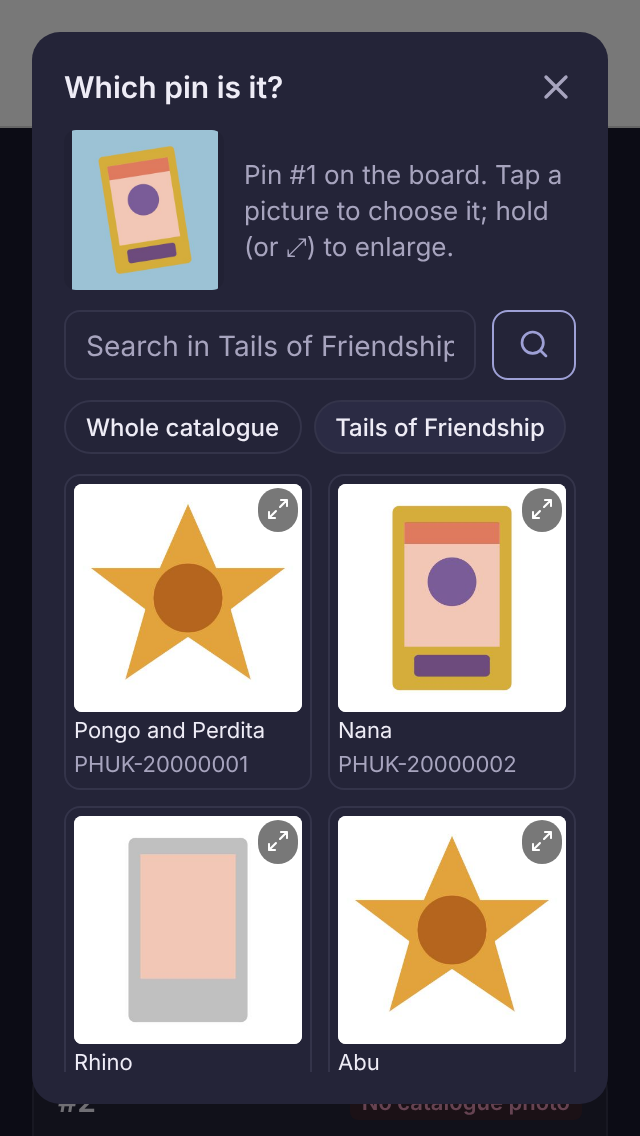 Which pin is it?
Pin #1 on the board. Tap a
picture to choose it; hold
(or ⤢) to enlarge.
Search in Tails of Friendship
Whole catalogue
Tails of Friendship
Pongo and Perdita
PHUK-20000001
Nana
PHUK-20000002
Rhino
Abu
#2
No catalogue photo